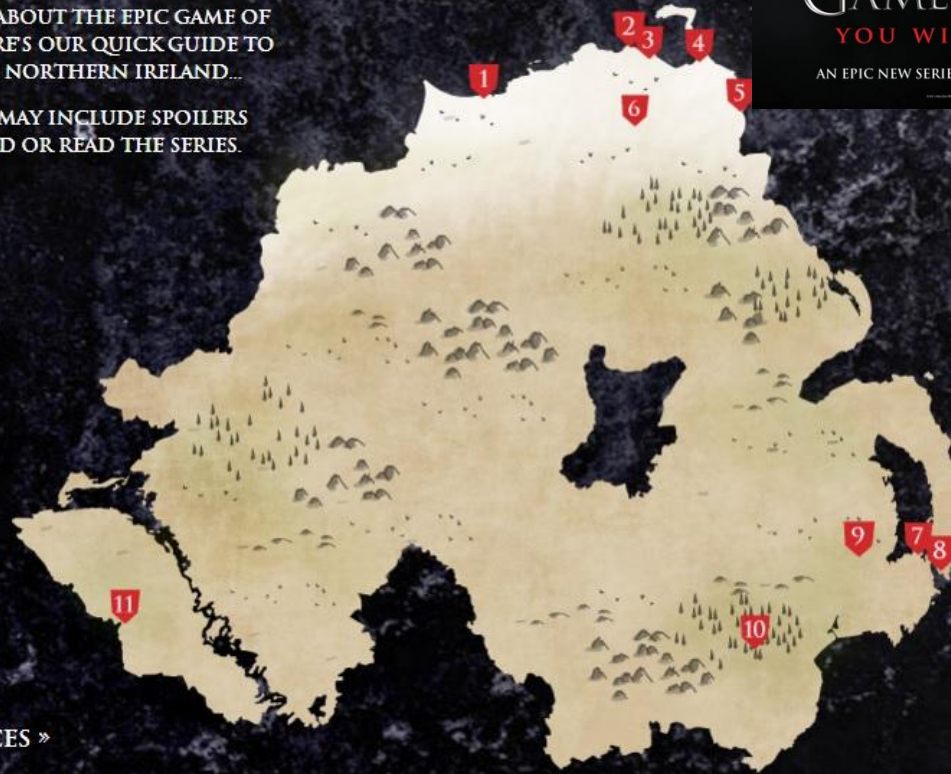 ABOUT THE EPIC GAME OF
RE'S OUR QUICK GUIDE TO
NORTHERN IRELAND...
MAY INCLUDE SPOILERS
D OR READ THE SERIES.
GAME
YOU WI
AN EPIC NEW SERIE
1
2
3
4
5
6
7
8
9
10
11
CES »